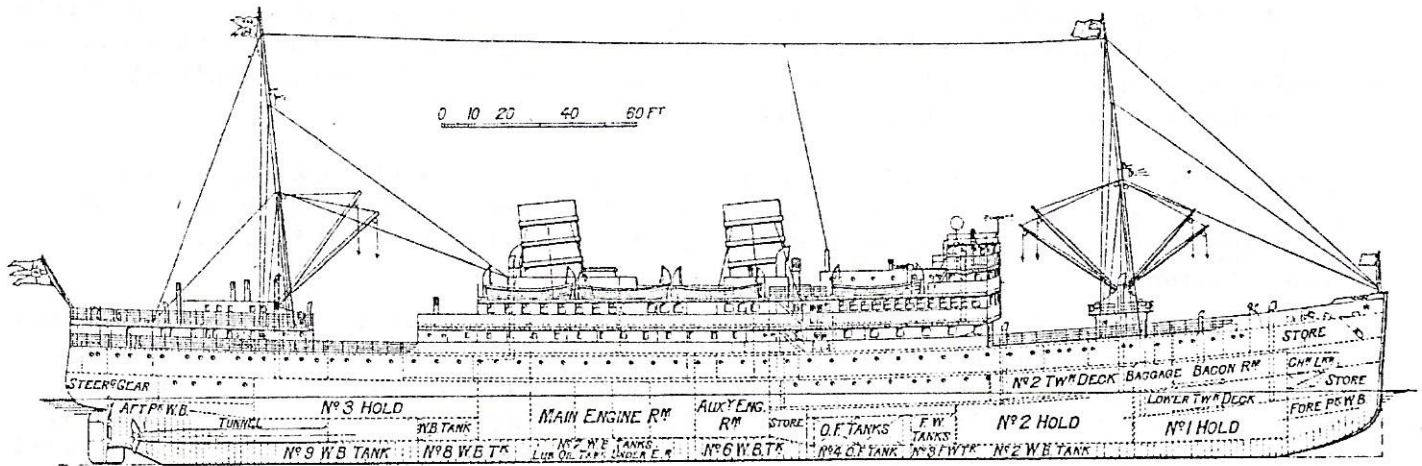 0 10 20 40 60 FT
STORE
Nº 2 TWN DECK BAGGAGE BACON RM
CHN LKR
STORE
STEERG GEAR
LOWER TWN DECK
AFT PK W.B.
Nº 3 HOLD
MAIN ENGINE RM
AUXY ENG. RM
STORE
Nº 2 HOLD
Nº 1 HOLD
FORE PK W.B
TUNNEL
W.B TANK
O.F. TANKS
F.W. TANKS
Nº 9 W.B TANK
Nº 8 W.B TK
Nº 7 W.B TANKS
LUB OIL TANK UNDER E.R
Nº 6 W.B.TK
Nº 4 O.F TANK
Nº 3 F W TK
Nº 2 W.B TANK